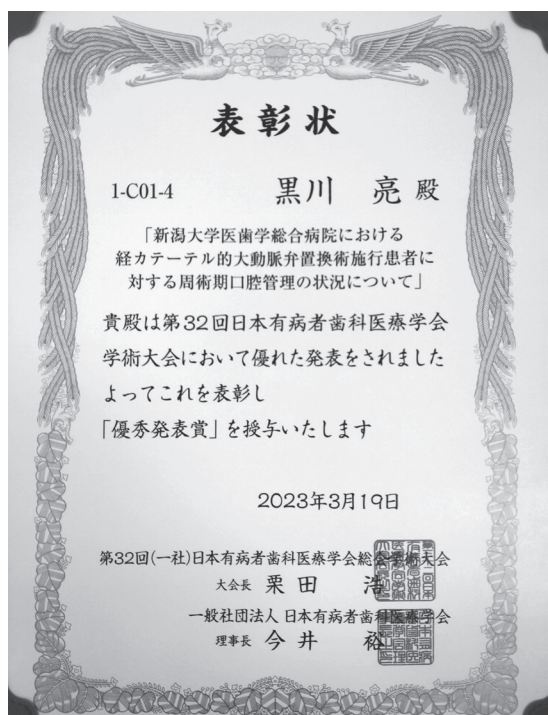 表彰状
1-C01-4 黒川 亮 殿
「新潟大学医歯学総合病院における
経カテーテル的大動脈弁置換術施行患者に
対する周術期口腔管理の状況について」
貴殿は第32回日本有病者歯科医療学会
学術大会において優れた発表をされました
よってこれを表彰し
「優秀発表賞」を授与いたします
2023年3月19日
第32回(一社)日本有病者歯科医療学会総会学術大会
大会長 栗田 浩
一般社団法人 日本有病者歯科医療学会
理事長 今井 裕